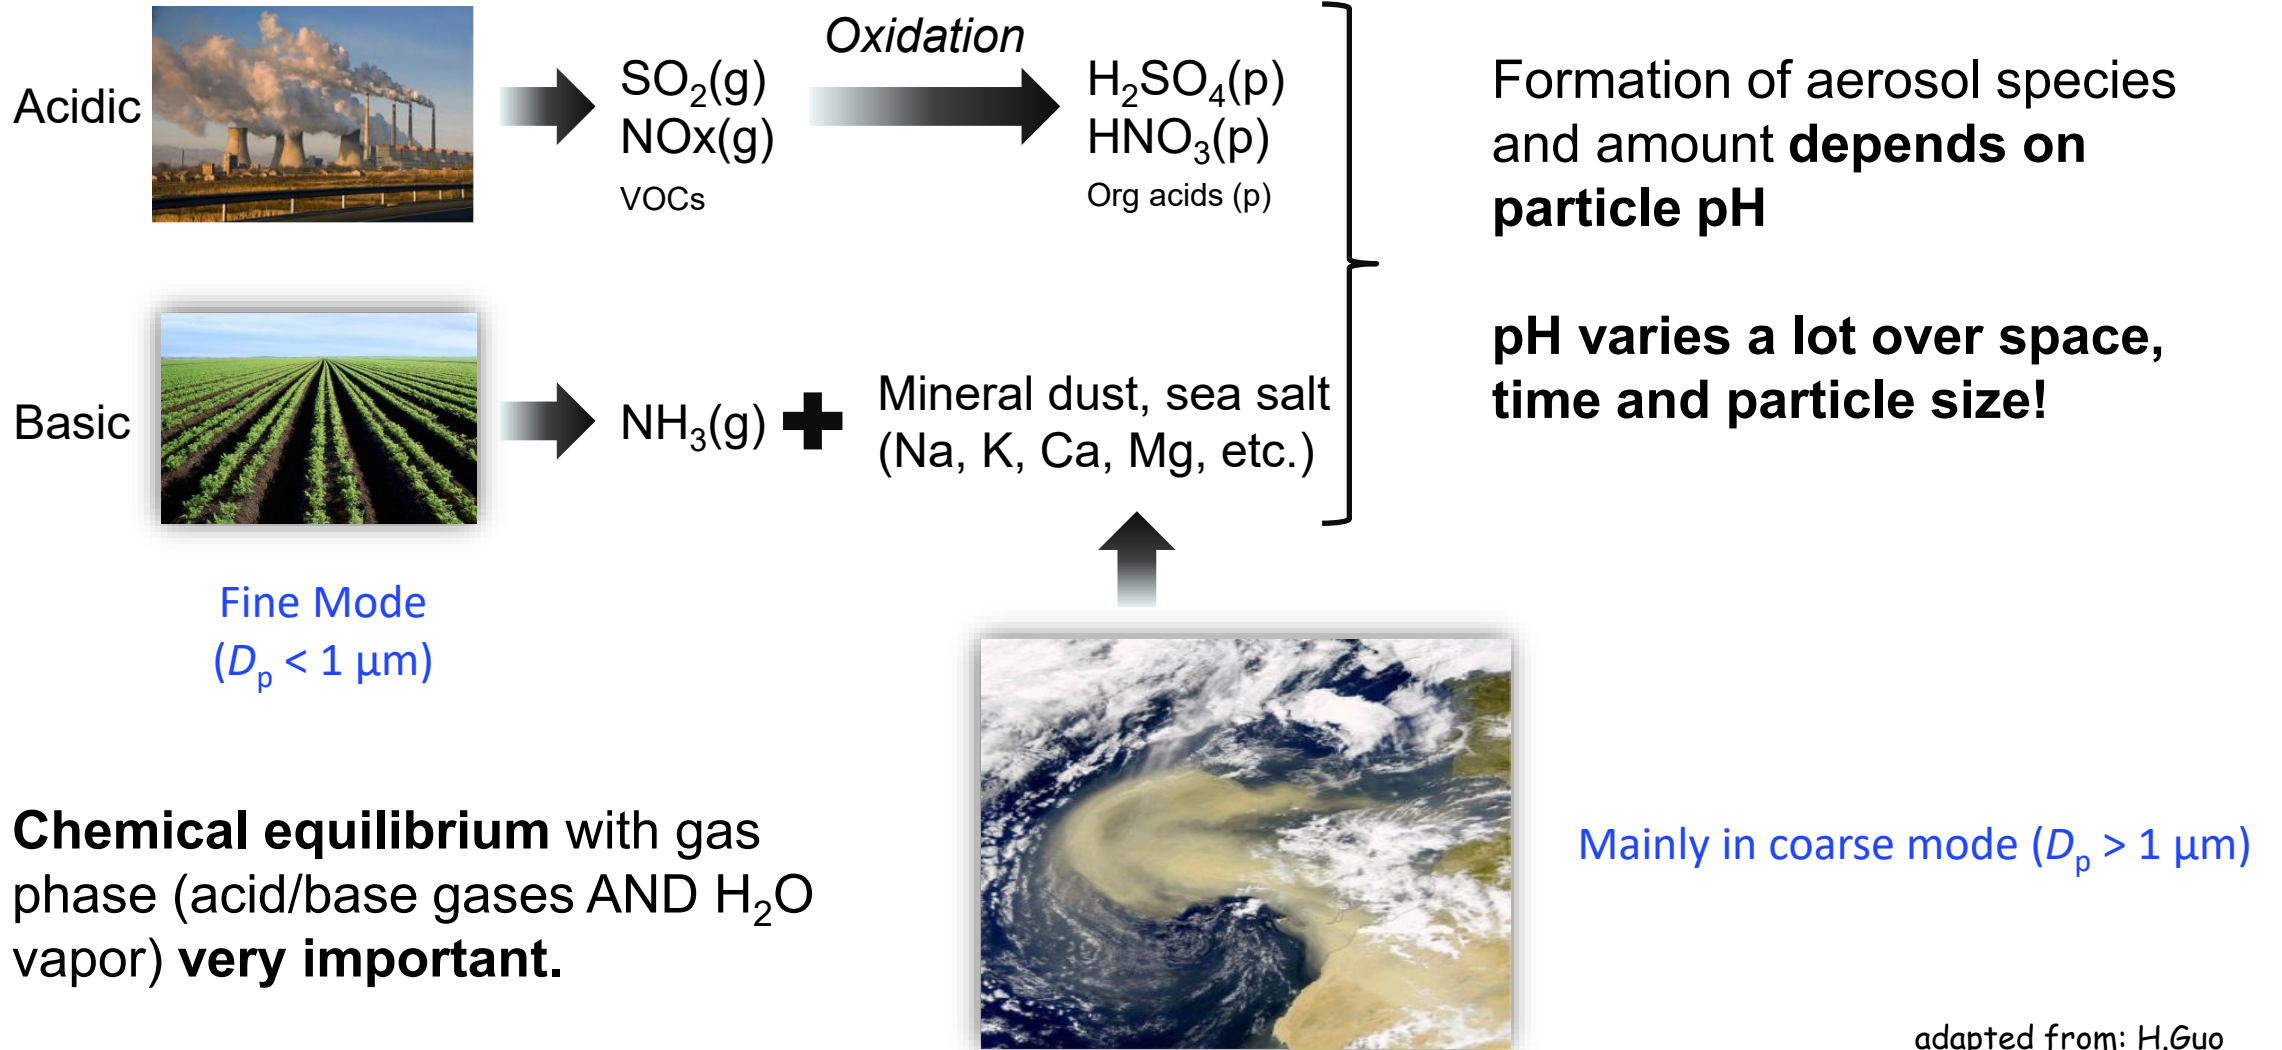 Acidic
SO₂(g)
NOx(g)
VOCs
Oxidation
H₂SO₄(p)
HNO₃(p)
Org acids (p)
Formation of aerosol species
and amount depends on
particle pH
pH varies a lot over space,
time and particle size!
Basic
NH₃(g)
Mineral dust, sea salt
(Na, K, Ca, Mg, etc.)
Fine Mode
(Dₚ < 1 µm)
Chemical equilibrium with gas
phase (acid/base gases AND H₂O
vapor) very important.
Mainly in coarse mode (Dₚ > 1 µm)
adapted from: H.Guo